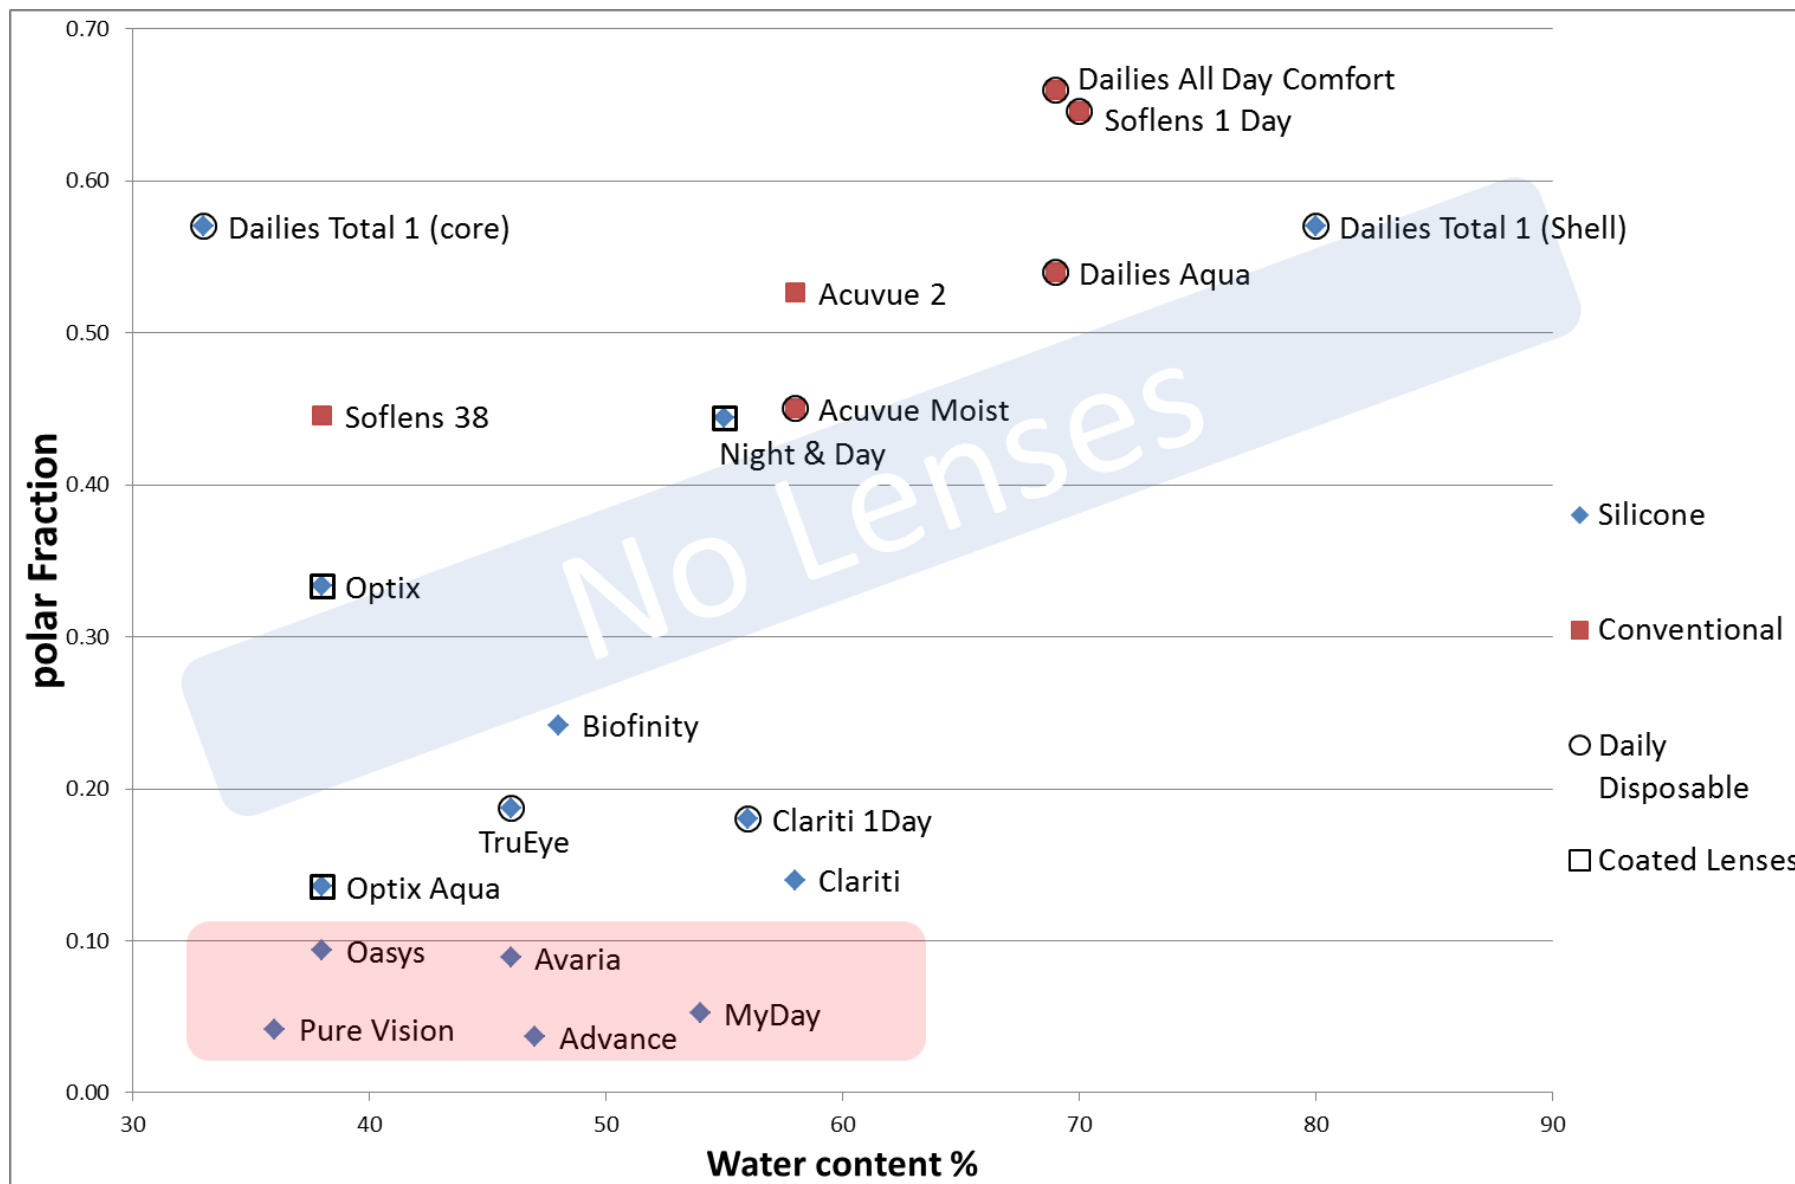 0.70
Dailies All Day Comfort
Soflens 1 Day
0.60
Dailies Total 1 (core)
Dailies Total 1 (Shell)
Dailies Aqua
Acuvue 2
0.50
Soflens 38
Acuvue Moist
Night & Day
No Lenses
0.40
polar Fraction
Silicone
Optix
Conventional
0.30
Biofinity
Daily
Disposable
0.20
TruEye
Clariti 1Day
Coated Lenses
Optix Aqua
Clariti
0.10
Oasys
Avaria
MyDay
Pure Vision
Advance
0.00
30 40 50 60 70 80 90
Water content %